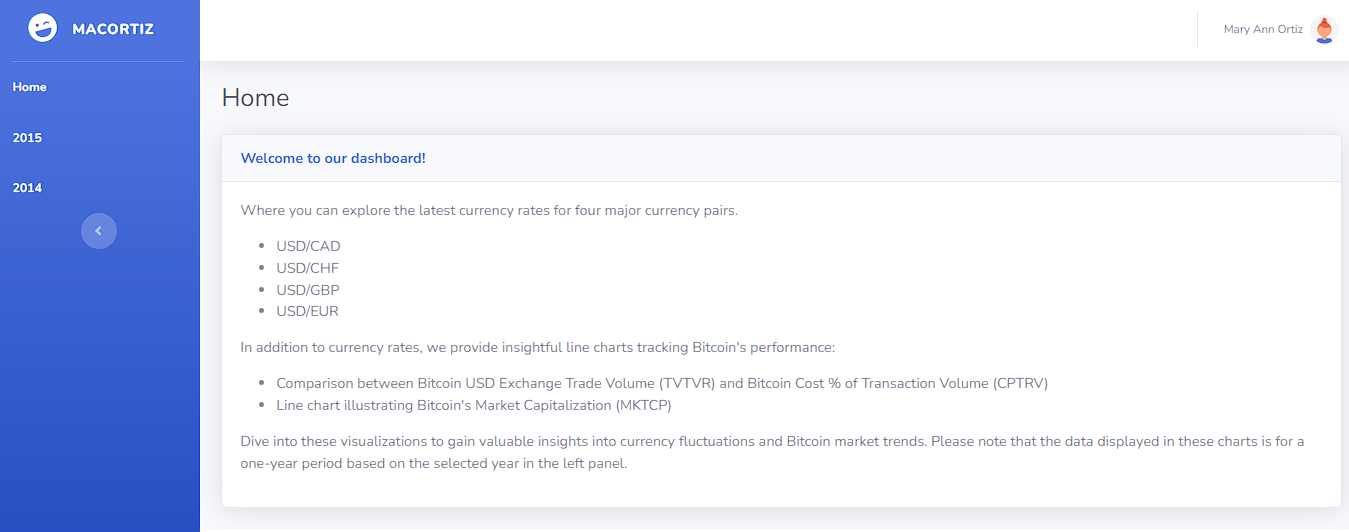 MACORTIZ
Mary Ann Ortiz
Home
2015
2014
Home
Welcome to our dashboard!
Where you can explore the latest currency rates for four major currency pairs.
USD/CAD
USD/CHF
USD/GBP
USD/EUR
In addition to currency rates, we provide insightful line charts tracking Bitcoin's performance:
Comparison between Bitcoin USD Exchange Trade Volume (TVTVR) and Bitcoin Cost % of Transaction Volume (CPTRV)
Line chart illustrating Bitcoin's Market Capitalization (MKTCP)
Dive into these visualizations to gain valuable insights into currency fluctuations and Bitcoin market trends. Please note that the data displayed in these charts is for a
one-year period based on the selected year in the left panel.